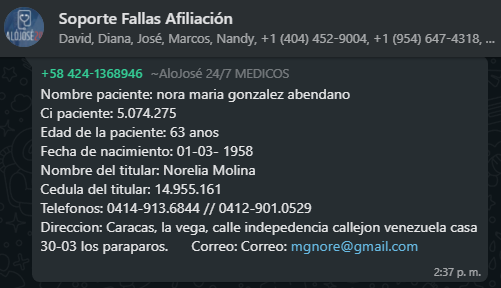 ALOJOSÉ
Soporte Fallas Afiliación
David, Diana, José, Marcos, Nandy, +1 (404) 452-9004, +1 (954) 647-4318, ...
+58 424-1368946 ~AloJosé 24/7 MEDICOS
Nombre paciente: nora maria gonzalez abendano
Ci paciente: 5.074.275
Edad de la paciente: 63 anos
Fecha de nacimiento: 01-03- 1958
Nombre del titular: Norelia Molina
Cedula del titular: 14.955.161
Telefonos: 0414-913.6844 // 0412-901.0529
Direccion: Caracas, la vega, calle indepedencia callejon venezuela casa
30-03 los paraparos. Correo: Correo: mgnore@gmail.com
2:37 p. m.